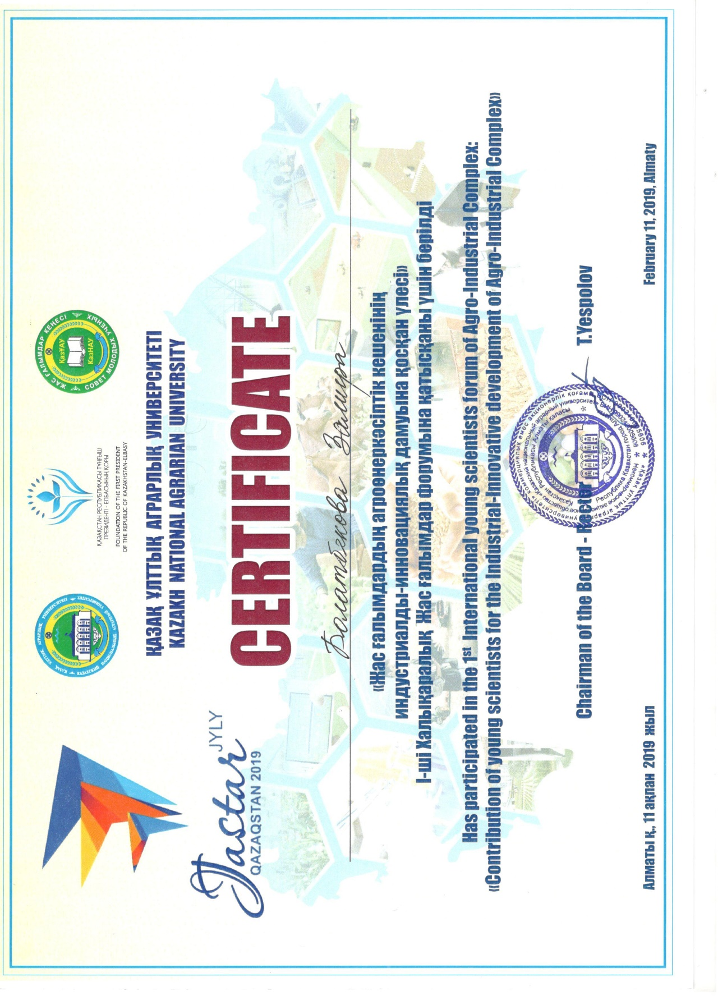 ҚАЗАҚСТАН РЕСПУБЛИКАСЫ ТҰҢҒЫШ
ПРЕЗИДЕНТІ - ЕЛБАСЫНЫҢ ҚОРЫ
FOUNDATION OF THE FIRST PRESIDENT
OF THE REPUBLIC OF KAZAKHSTAN-ELBASY
ЖАС ҒАЛЫМДАР КЕҢЕСІ
СОВЕТ МОЛОДЫХ УЧЕНЫХ
ҚазҰАУ
КазНАУ
Jastar JYLY
QAZAQSTAN 2019
ҚАЗАҚ ҰЛТТЫҚ АГРАРЛЫҚ УНИВЕРСИТЕТІ
KAZAKH NATIONAL AGRARIAN UNIVERSITY
CERTIFICATE
Замира
«Жас ғалымдардың агроөнеркәсіптік кешенінің
индустриалды-инновациялық дамуына қосқан үлесі»
І-ші Халықаралық Жас ғалымдар форумына қатысқаны үшін берілді
Has participated in the 1st International young scientists forum of Agro-Industrial Complex:
«Contribution of young scientists for the Industrial-Innovative development of Agro-Industrial Complex»
Chairman of the Board - Rector T.Yespolov
Алматы қ., 11 ақпан 2019 жыл
February 11, 2019, Almaty